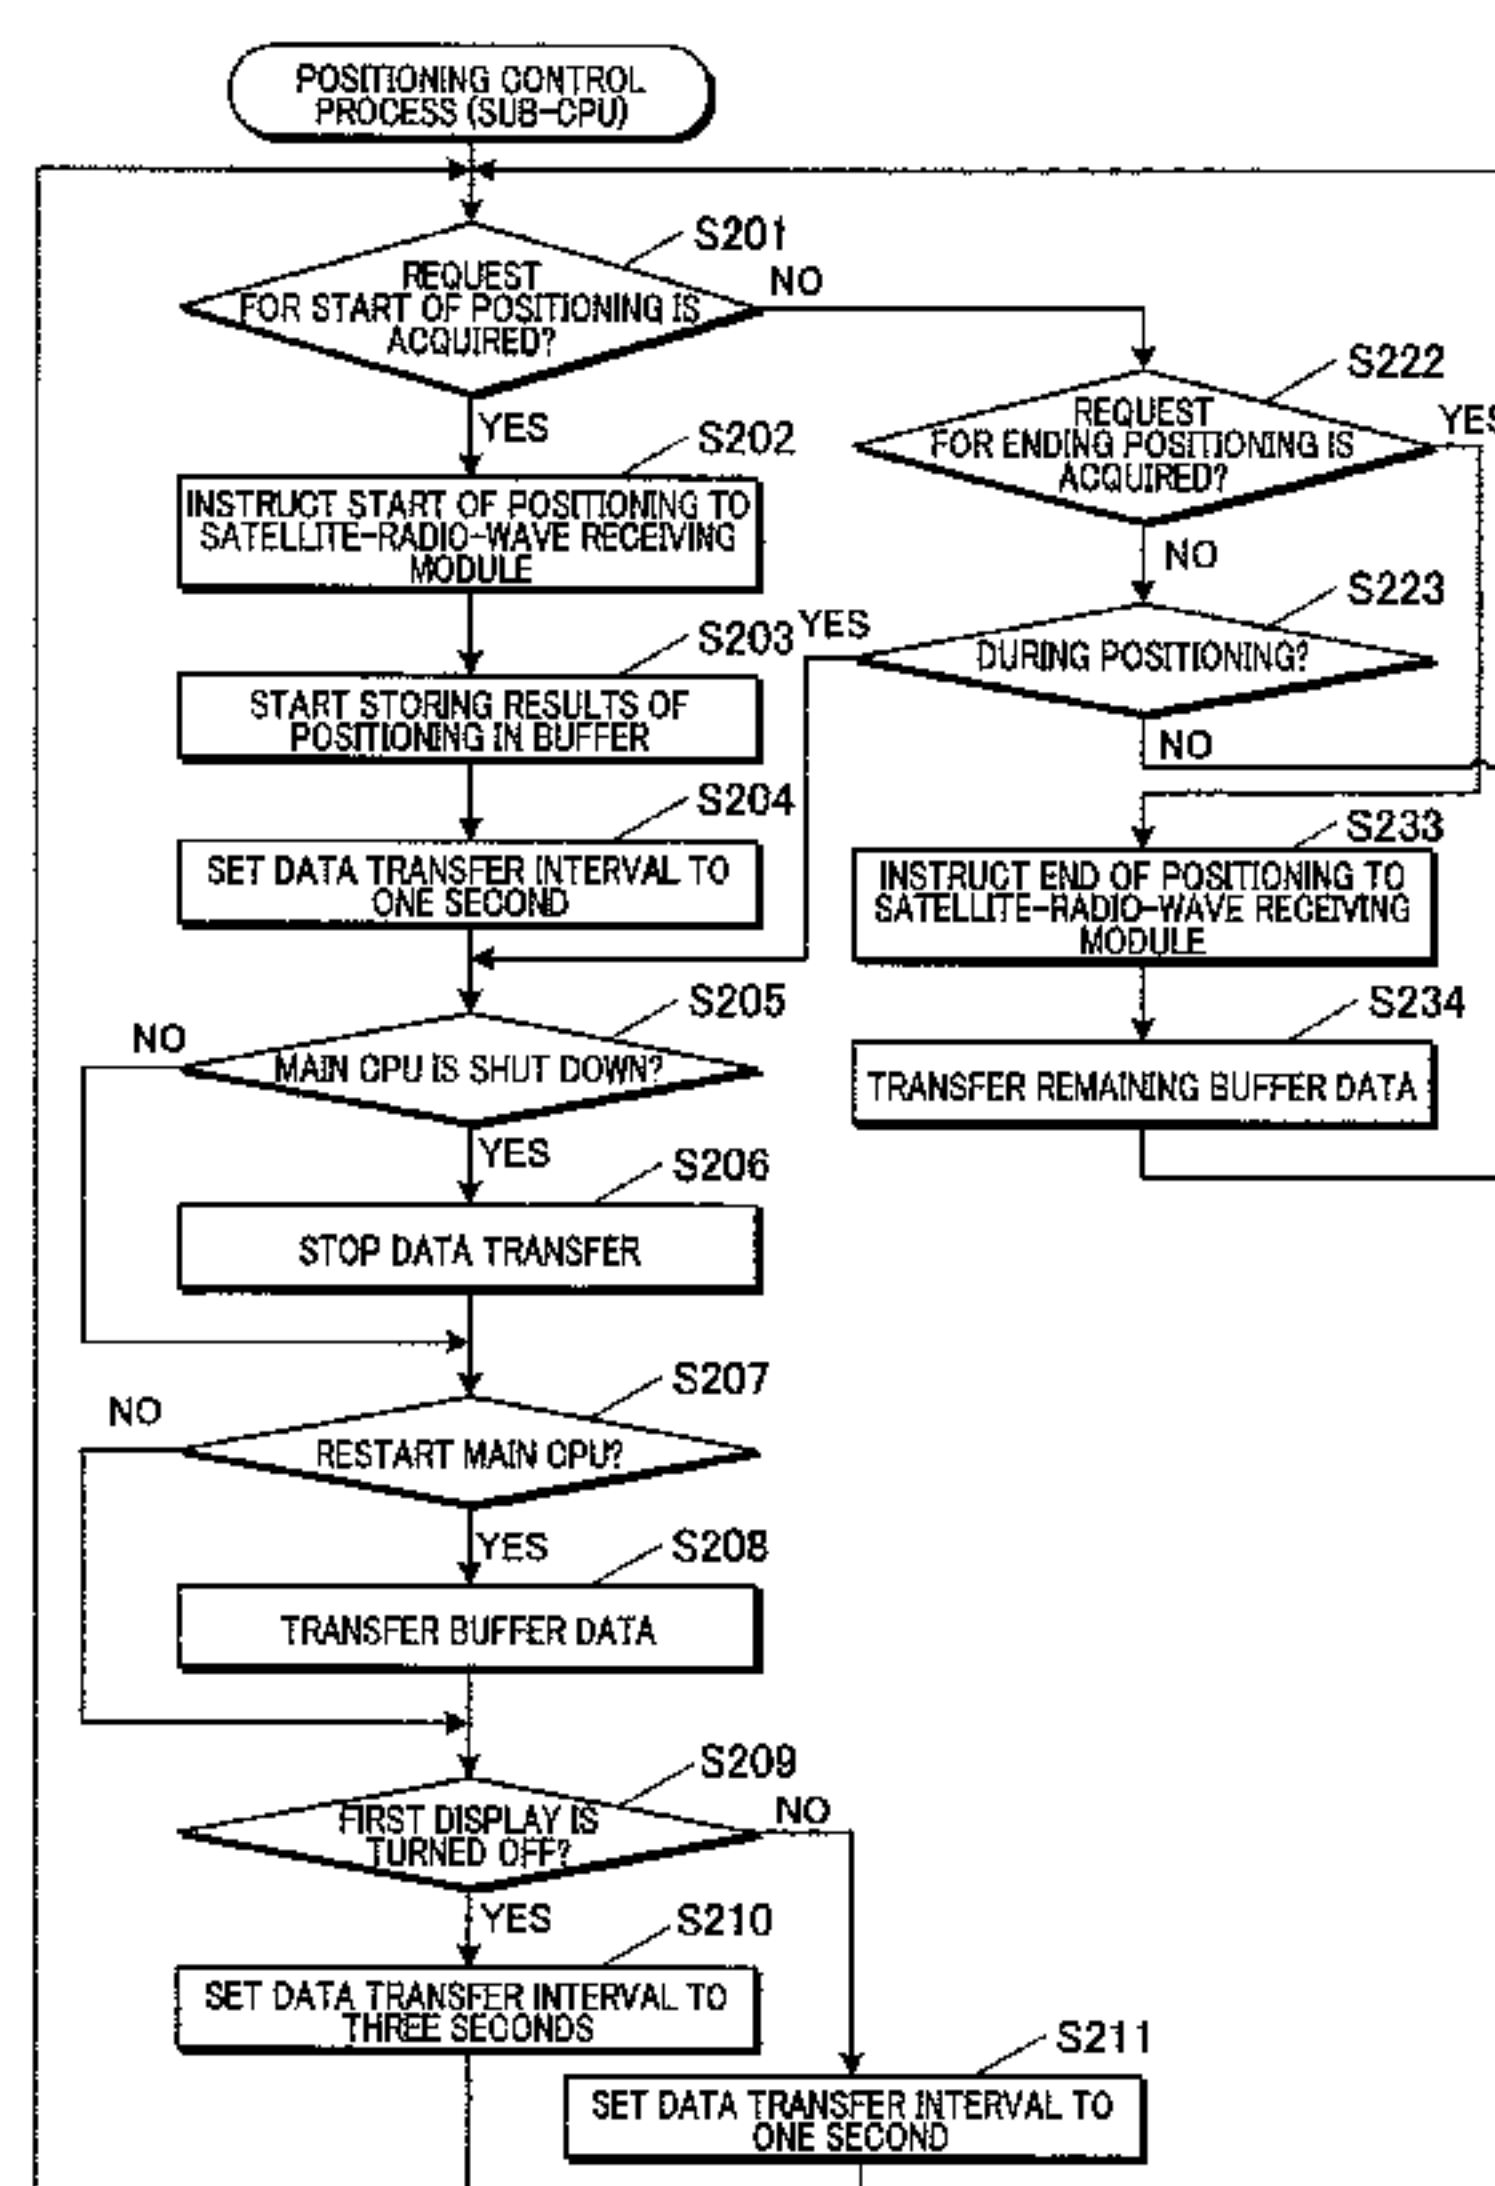 POSITIONING CONTROL
PROCESS (SUB-CPU)
S201
REQUEST
FOR START OF POSITIONING IS
ACQUIRED?
NO
YES
S222
REQUEST
FOR ENDING POSITIONING IS
ACQUIRED?
YES
NO
S202
INSTRUCT START OF POSITIONING TO
SATELLITE-RADIO-WAVE RECEIVING
MODULE
S223
DURING POSITIONING?
YES
NO
S203
START STORING RESULTS OF
POSITIONING IN BUFFER
S204
SET DATA TRANSFER INTERVAL TO
ONE SECOND
S233
INSTRUCT END OF POSITIONING TO
SATELLITE-RADIO-WAVE RECEIVING
MODULE
S205
NO
MAIN CPU IS SHUT DOWN?
YES
S234
TRANSFER REMAINING BUFFER DATA
S206
STOP DATA TRANSFER
S207
NO
RESTART MAIN CPU?
YES
S208
TRANSFER BUFFER DATA
S209
FIRST DISPLAY IS
TURNED OFF?
NO
YES
S210
SET DATA TRANSFER INTERVAL TO
THREE SECONDS
S211
SET DATA TRANSFER INTERVAL TO
ONE SECOND